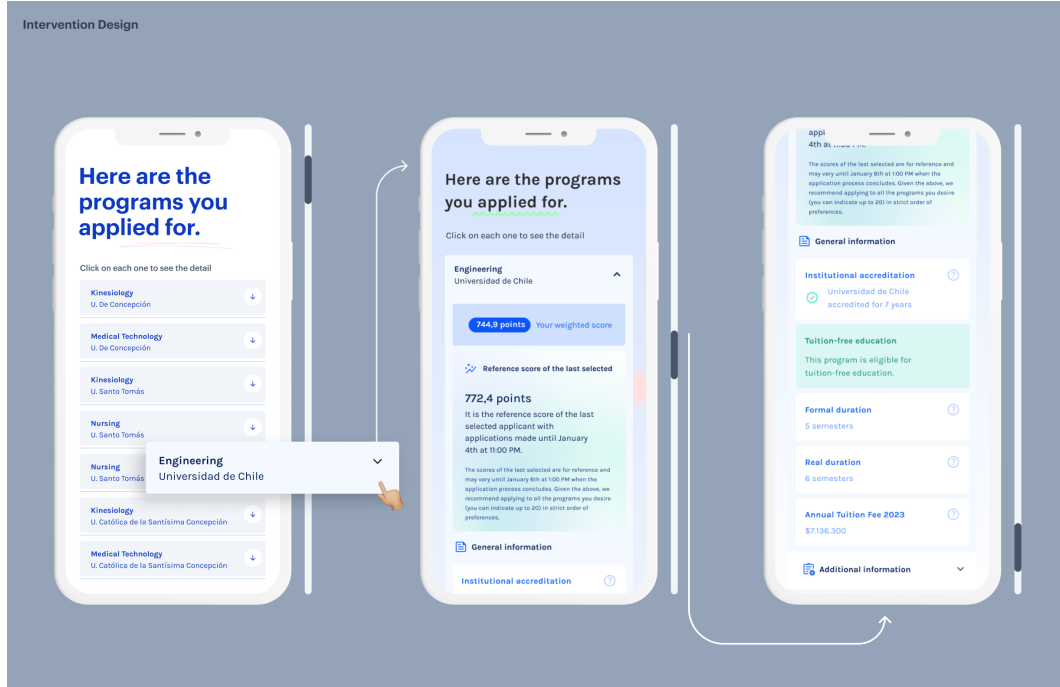 Intervention Design
Here are the
programs you
applied for.
Click on each one to see the detail
Kinesiology
U. De Concepción
Medical Technology
U. De Concepción
Kinesiology
U. Santo Tomás
Nursing
U. Santo Tomás
Nursing
U. Santo Tomás
Engineering
Universidad de Chile
Kinesiology
U. Católica de la Santísima Concepción
Medical Technology
U. Católica de la Santísima Concepción
Here are the programs
you applied for.
Click on each one to see the detail
Engineering
Universidad de Chile
744,9 points Your weighted score
Reference score of the last selected
772,4 points
It is the reference score of the last
selected applicant with
applications made until January
4th at 11:00 PM.
The scores of the last selected are for reference and
may vary until January 6th at 1:00 PM when the
application process concludes. Given the above, we
recommend applying to all the programs you desire
(you can indicate up to 20) in strict order of
preferences.
General information
Institutional accreditation
4th at
The scores of the last selected are for reference and
may vary until January 6th at 1:00 PM when the
application process concludes. Given the above, we
recommend applying to all the programs you desire
(you can indicate up to 20) in strict order of
preferences.
General information
Institutional accreditation
Universidad de Chile
accredited for 7 years
Tuition-free education
This program is eligible for
tuition-free education.
Formal duration
5 semesters
Real duration
6 semesters
Annual Tuition Fee 2023
$7.136.300
Additional information